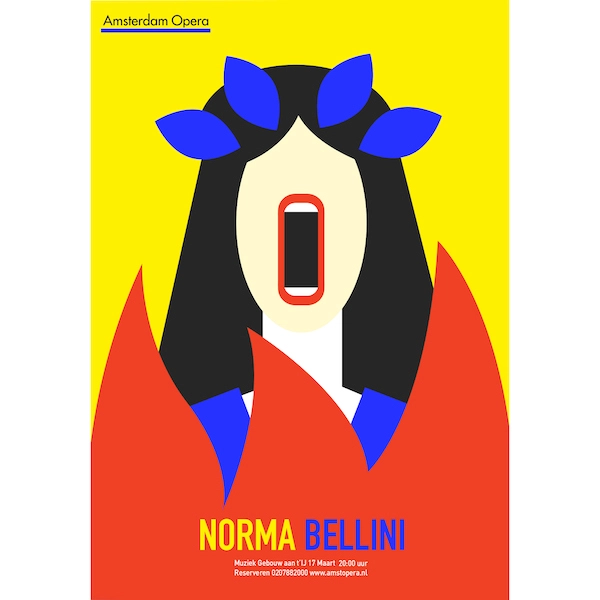 Amsterdam Opera
NORMA BELLINI
Muziek Gebouw aan t'IJ 17 Maart 20:00 uur
Reserveren 0207882000 www.amstopera.nl